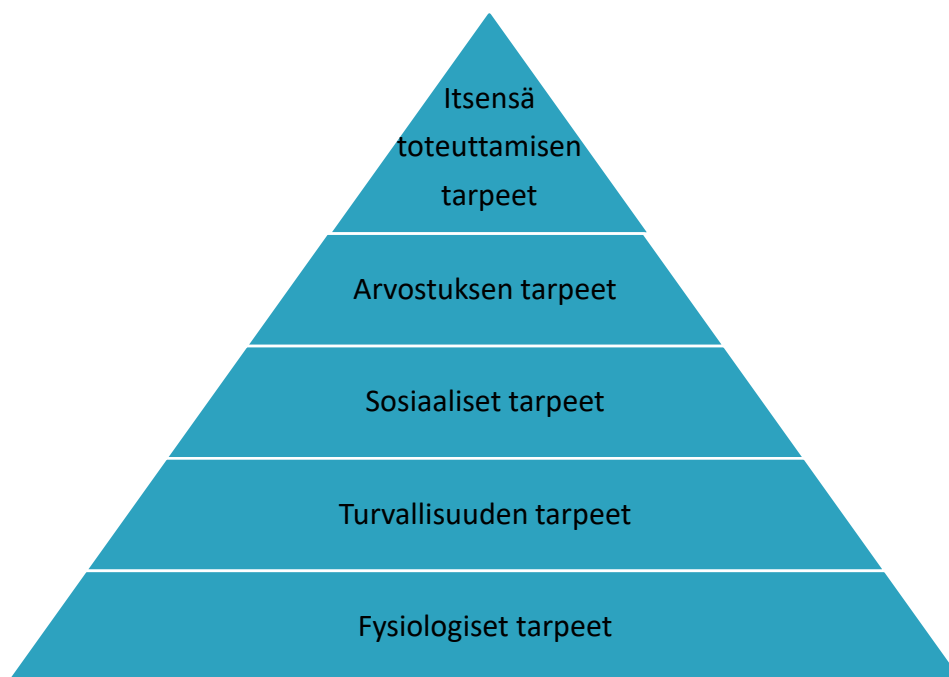 Itsensä
toteuttamisen
tarpeet
Arvostuksen tarpeet
Sosiaaliset tarpeet
Turvallisuuden tarpeet
Fysiologiset tarpeet